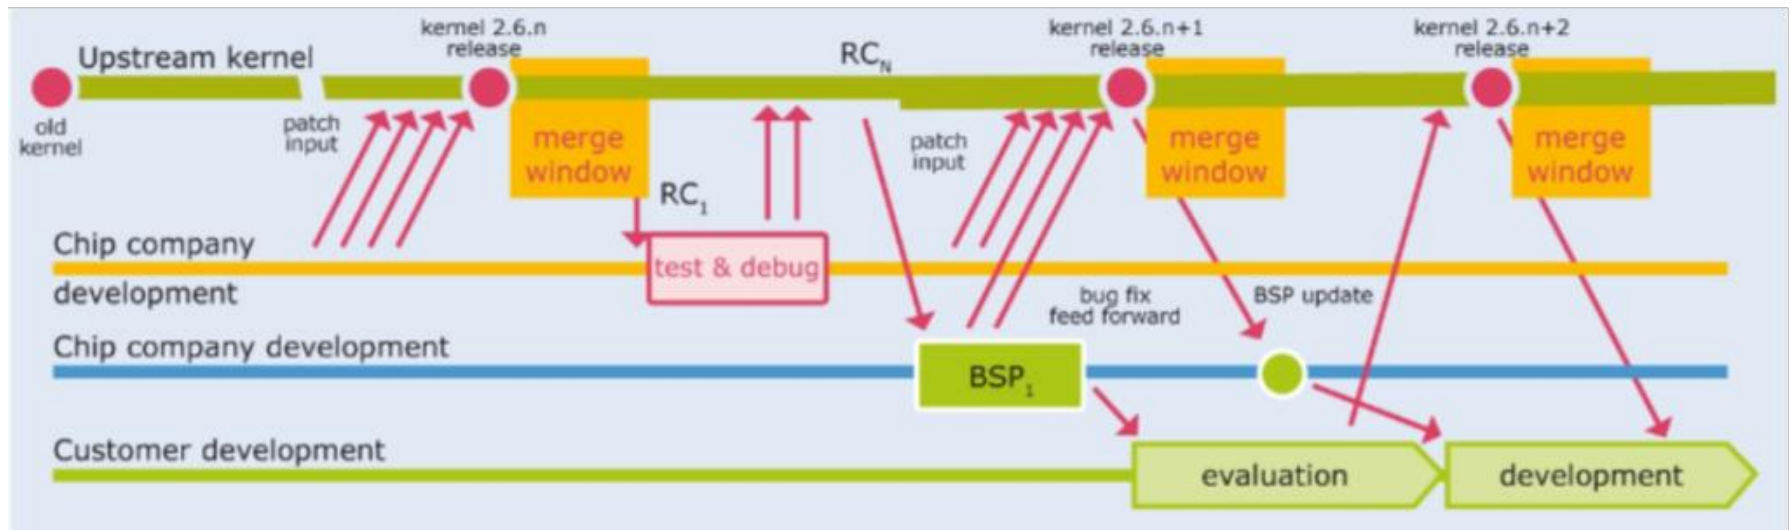 kernel 2.6.n
release
kernel 2.6.n+1
release
kernel 2.6.n+2
release
Upstream kernel
RCN
old
kernel
patch
input
merge
window
patch
input
merge
window
merge
window
RC1
Chip company
development
test & debug
bug fix
feed forward
BSP update
Chip company development
BSP1
Customer development
evaluation
development